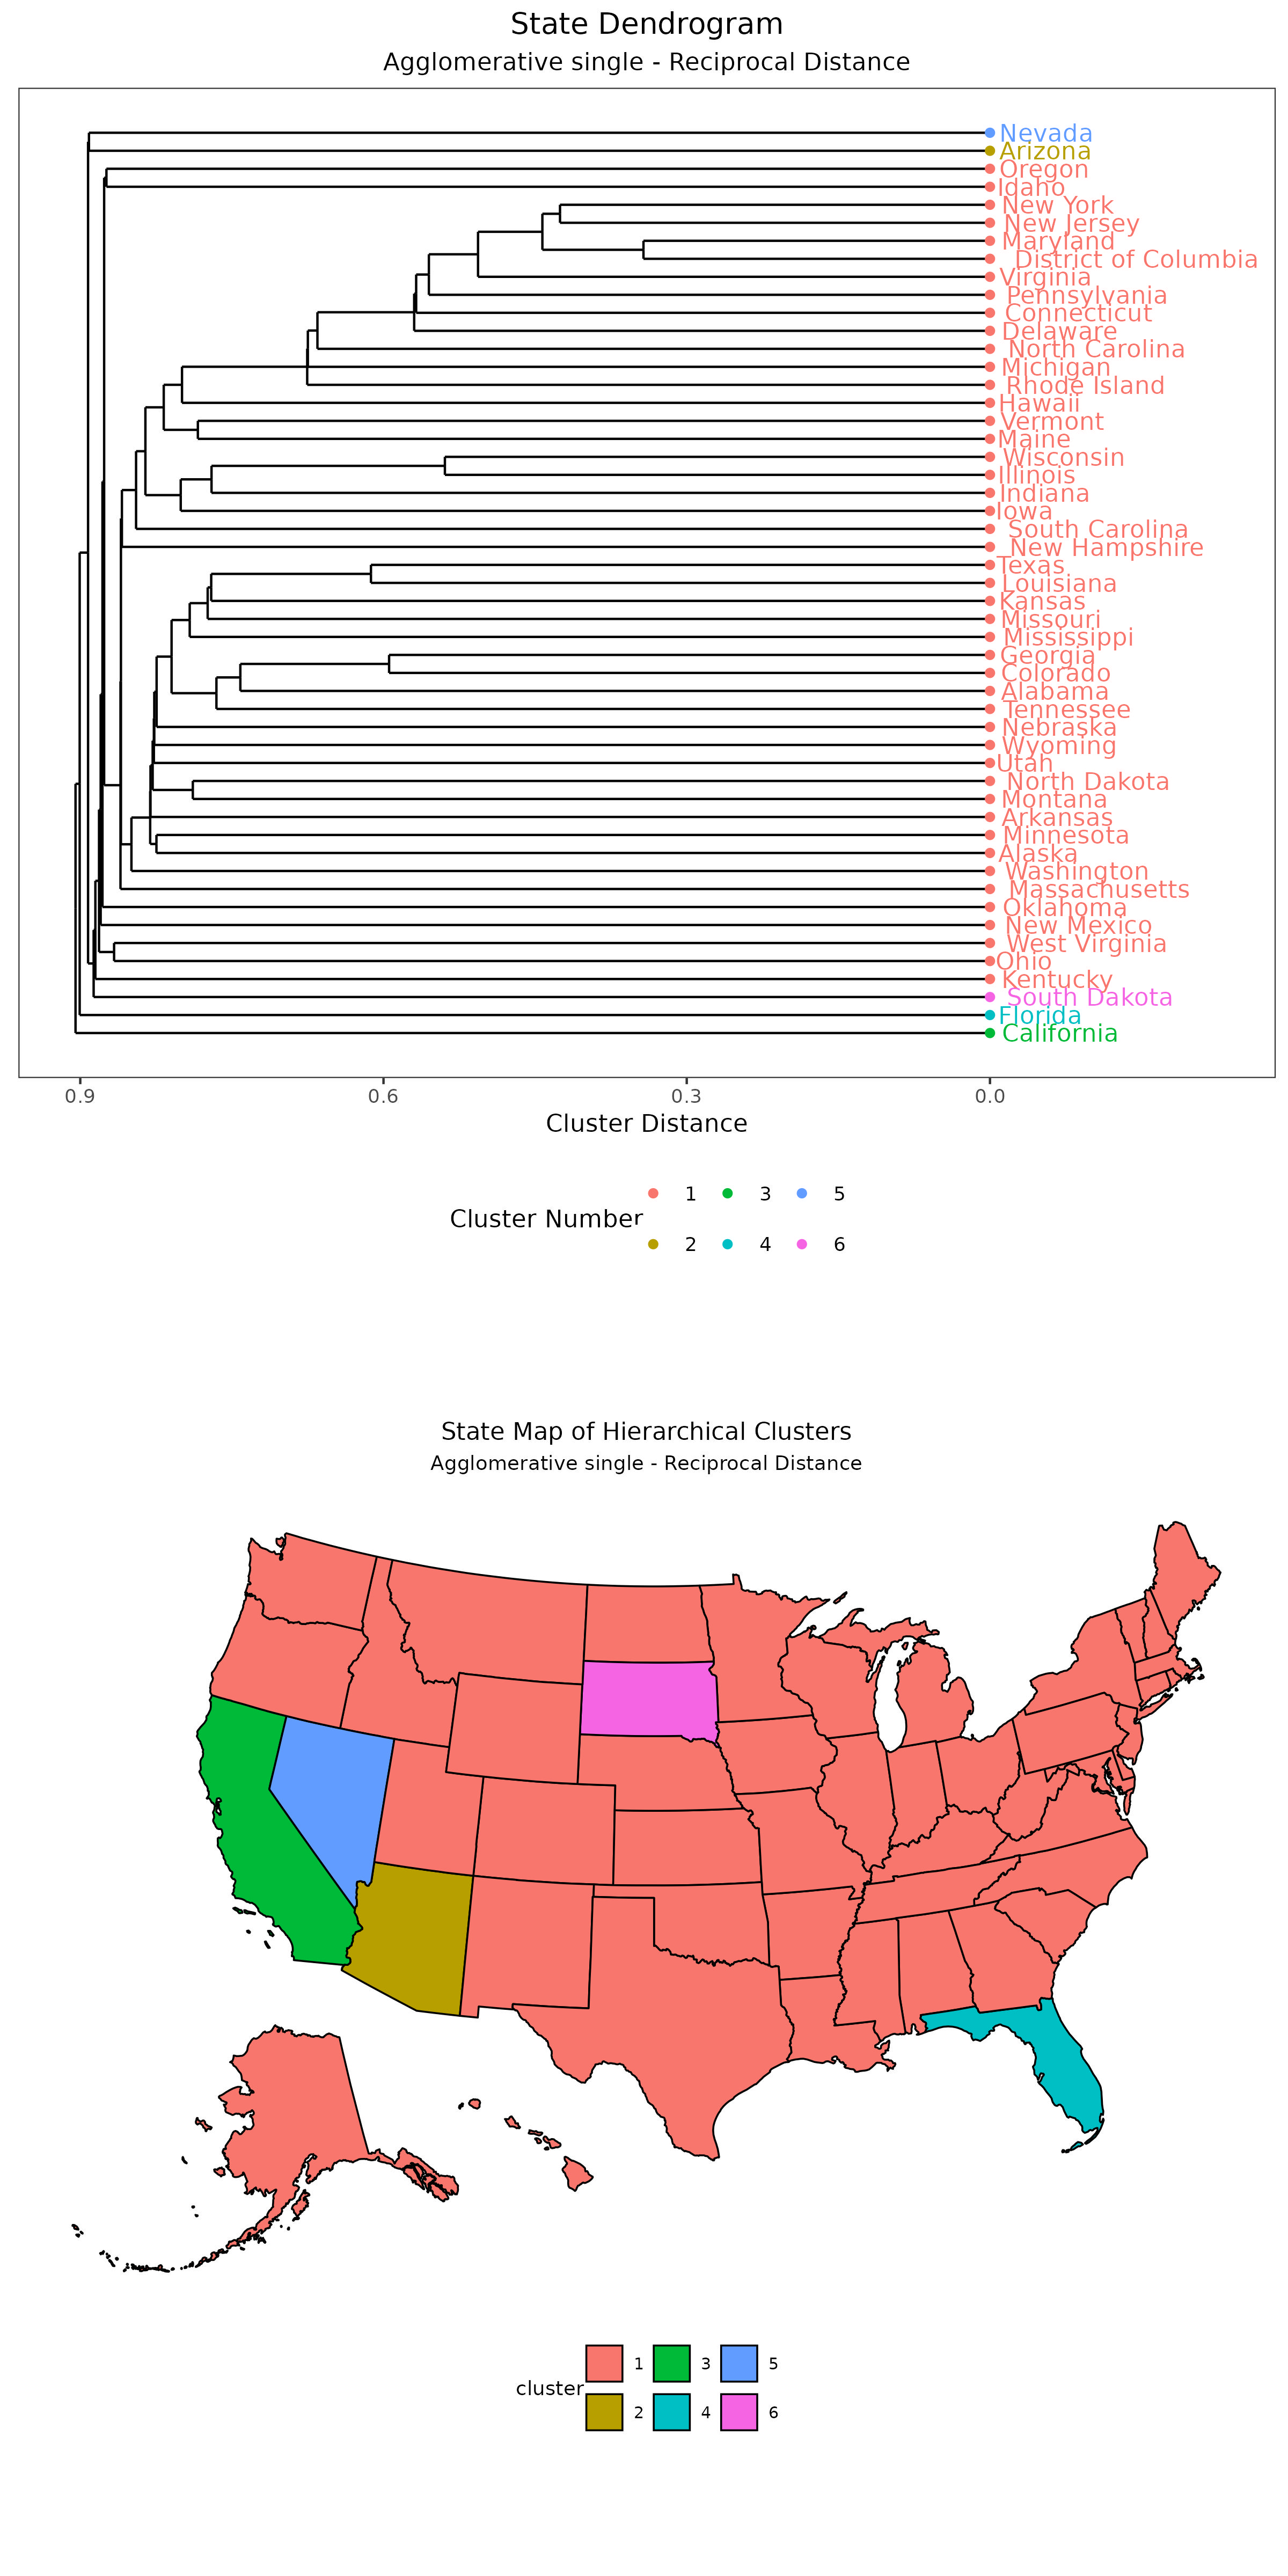 State Dendrogram
Agglomerative single - Reciprocal Distance
Nevada
Arizona
Oregon
Idaho
New York
New Jersey
Maryland
District of Columbia
Virginia
Pennsylvania
Connecticut
Delaware
North Carolina
Michigan
Rhode Island
Hawaii
Vermont
Maine
Wisconsin
Illinois
Indiana
Iowa
South Carolina
New Hampshire
Texas
Louisiana
Kansas
Missouri
Mississippi
Georgia
Colorado
Alabama
Tennessee
Nebraska
Wyoming
Utah
North Dakota
Montana
Arkansas
Minnesota
Alaska
Washington
Massachusetts
Oklahoma
New Mexico
West Virginia
Ohio
Kentucky
South Dakota
Florida
California
0.9 0.6 0.3 0.0
Cluster Distance
Cluster Number
1 3 5
2 4 6
State Map of Hierarchical Clusters
Agglomerative single - Reciprocal Distance
cluster
1 3 5
2 4 6